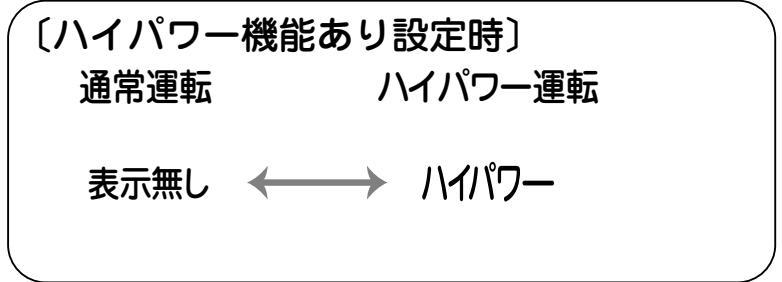 〔ハイパワー機能あり設定時〕
通常運転 ハイパワー運転
表示無し ハイパワー